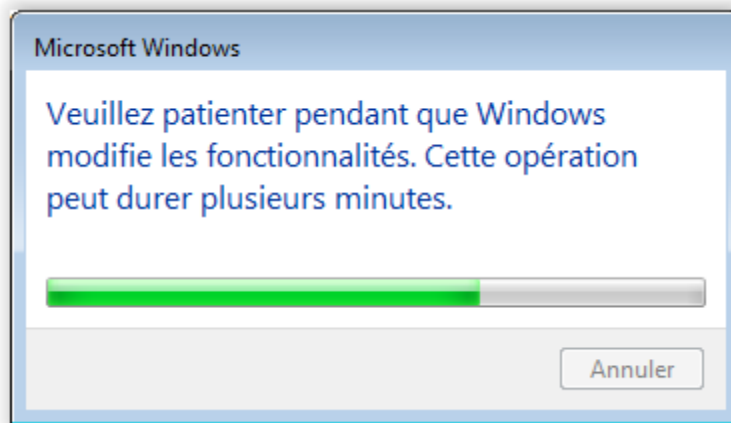 Microsoft Windows
Veuillez patienter pendant que Windows
modifie les fonctionnalités. Cette opération
peut durer plusieurs minutes.
Annuler